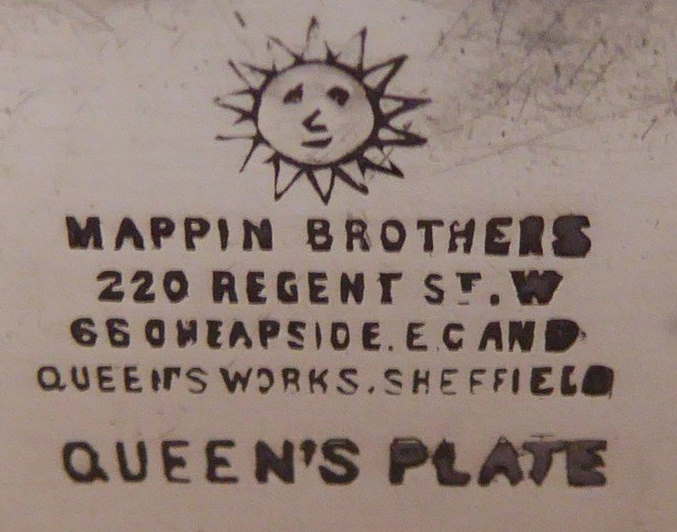 MAPPIN BROTHERS
220 REGENT ST. W
66 CHEAPSIDE. E.C AND
QUEEN'S WORKS. SHEFFIELD
QUEEN'S PLATE